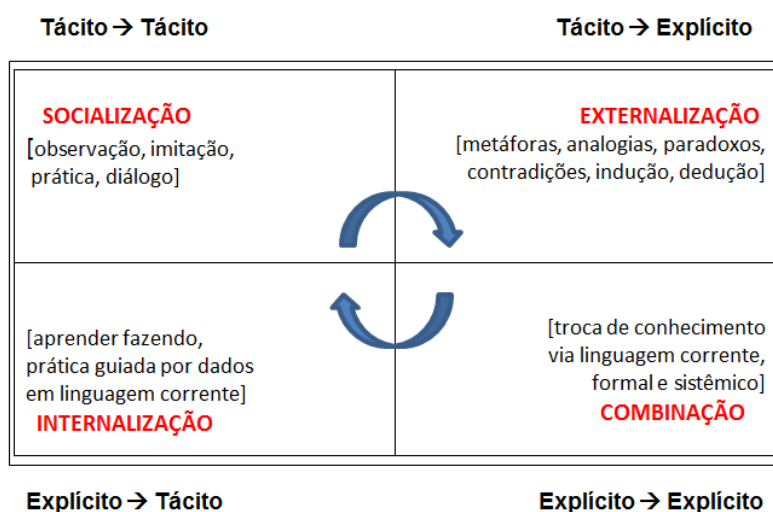 Tácito → Tácito
Tácito → Explícito
SOCIALIZAÇÃO
[observação, imitação,
prática, diálogo]
EXTERNALIZAÇÃO
[metáforas, analogias, paradoxos,
contradições, indução, dedução]
[aprender fazendo,
prática guiada por dados
em linguagem corrente]
INTERNALIZAÇÃO
[troca de conhecimento
via linguagem corrente,
formal e sistêmico]
COMBINAÇÃO
Explícito → Tácito
Explícito → Explícito